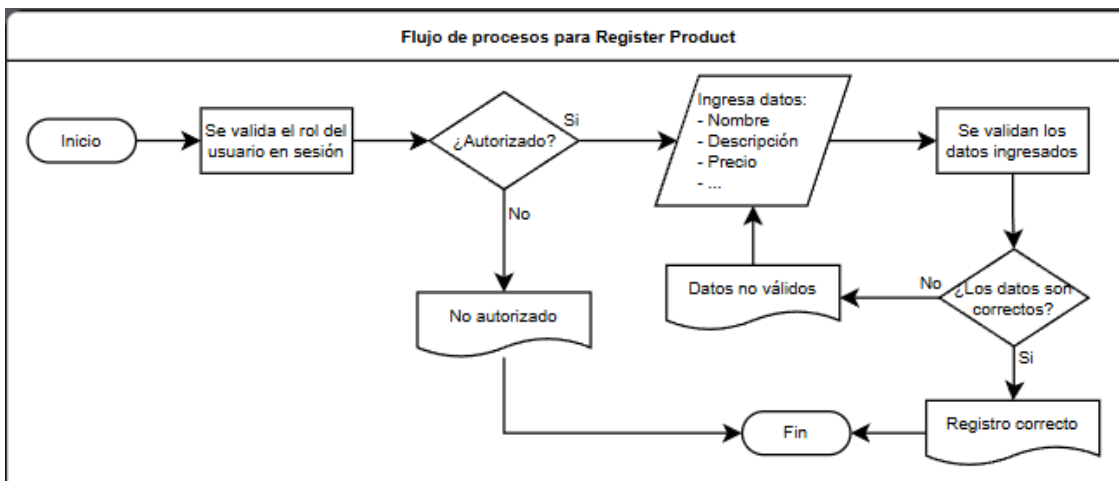 Flujo de procesos para Register Product
Inicio
Se valida el rol del
usuario en sesión
¿Autorizado?
Si
Ingresa datos:
- Nombre
- Descripción
- Precio
- ...
Se validan los
datos ingresados
No
¿Los datos son
correctos?
No
Datos no válidos
No autorizado
Si
Registro correcto
Fin